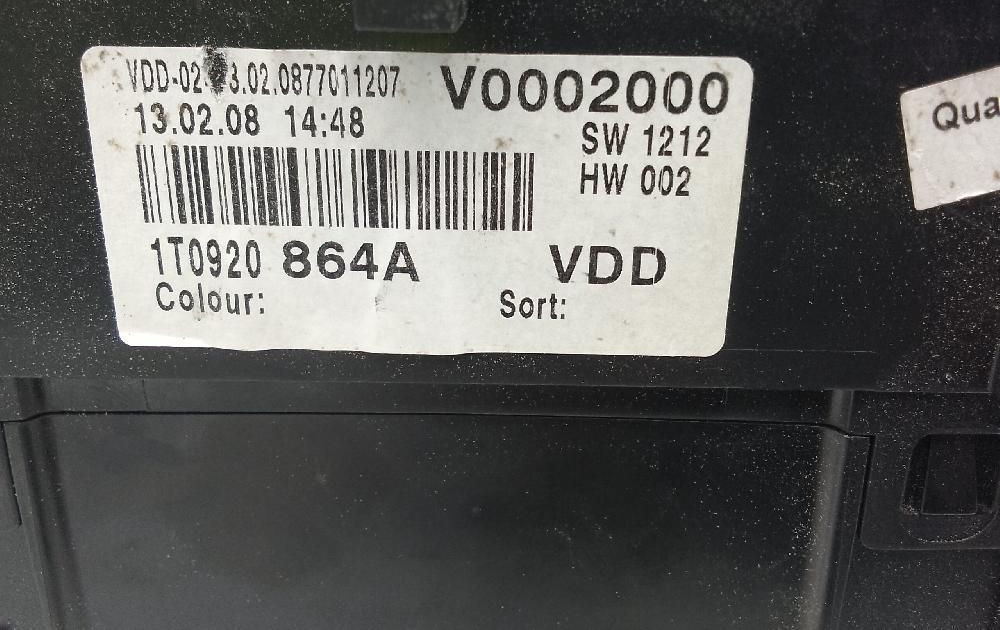 VDD-02 3.02.0877011207 V0002000
13.02.08 14:48 SW 1212
HW 002
1T0920 864A VDD
Colour: Sort: